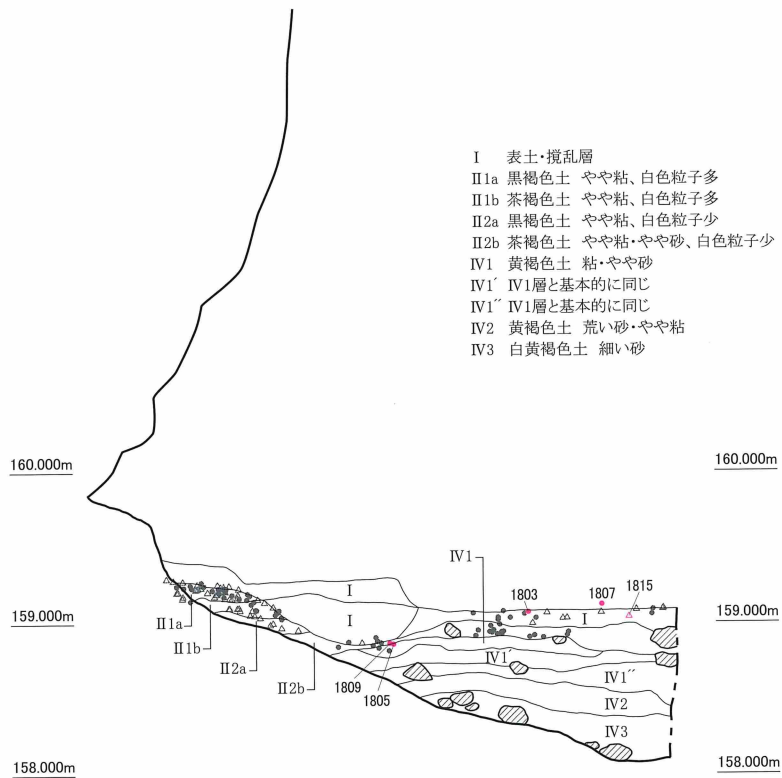 I 表土・撹乱層
II1a 黒褐色土 やや粘、白色粒子多
II1b 茶褐色土 やや粘、白色粒子多
II2a 黒褐色土 やや粘、白色粒子少
II2b 茶褐色土 やや粘・やや砂、白色粒子少
IV1 黄褐色土 粘・やや砂
IV1′ IV1層と基本的に同じ
IV1″ IV1層と基本的に同じ
IV2 黄褐色土 荒い砂・やや粘
IV3 白黄褐色土 細い砂
160.000m
160.000m
IV1
1803
1807
1815
I
159.000m
I
I
159.000m
II1a
II1b
II2a
II2b
1809
1805
IV1′
IV1″
IV2
IV3
158.000m
158.000m